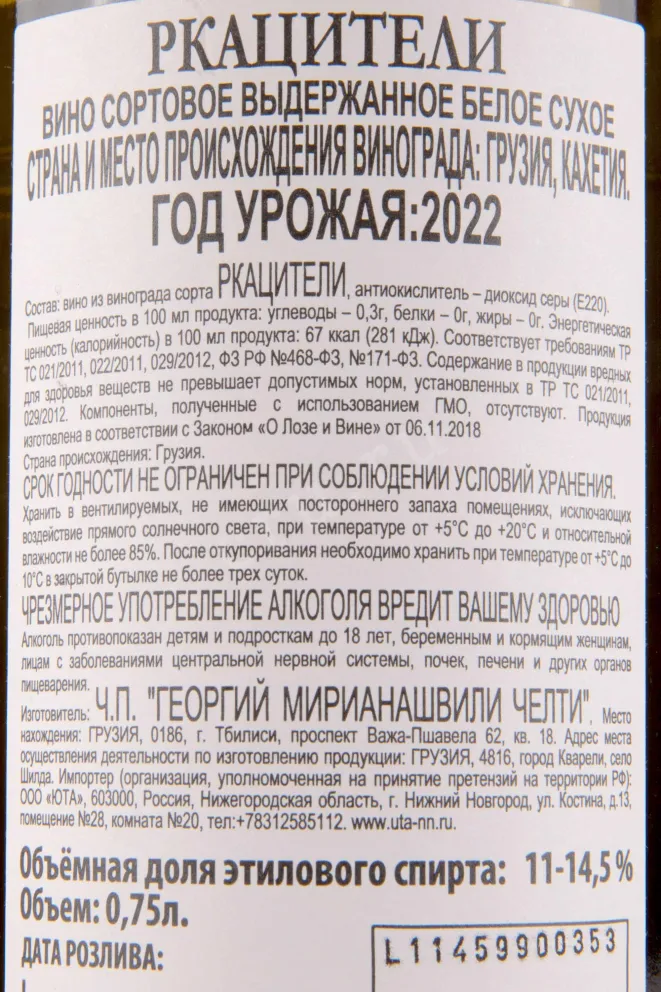 РКАЦИТЕЛИ
ВИНО СОРТОВОЕ ВЫДЕРЖАННОЕ БЕЛОЕ СУХОЕ
СТРАНА И МЕСТО ПРОИСХОЖДЕНИЯ ВИНОГРАДА: ГРУЗИЯ, КАХЕТИЯ.
ГОД УРОЖАЯ:2022
Состав: вино из винограда сорта РКАЦИТЕЛИ, антиокислитель – диоксид серы (Е220).
Пищевая ценность в 100 мл продукта: углеводы – 0,3г, белки – 0г, жиры – 0г. Энергетическая
ценность (калорийность) в 100 мл продукта: 67 ккал (281 кДж). Соответствует требованиям ТР
ТС 021/2011, 022/2011, 029/2012, ФЗ РФ №468-ФЗ, №171-ФЗ. Содержание в продукции вредных
для здоровья веществ не превышает допустимых норм, установленных в ТР ТС 021/2011,
029/2012. Компоненты, полученные с использованием ГМО, отсутствуют. Продукция
изготовлена в соответствии с Законом «О Лозе и Вине» от 06.11.2018
Страна происхождения: Грузия.
СРОК ГОДНОСТИ НЕ ОГРАНИЧЕН ПРИ СОБЛЮДЕНИИ УСЛОВИЙ ХРАНЕНИЯ.
Хранить в вентилируемых, не имеющих постороннего запаха помещениях, исключающих
воздействие прямого солнечного света, при температуре от +5°С до +20°С и относительной
влажности не более 85%. После откупоривания необходимо хранить при температуре от +5°С до
10°С в закрытой бутылке не более трех суток.
ЧРЕЗМЕРНОЕ УПОТРЕБЛЕНИЕ АЛКОГОЛЯ ВРЕДИТ ВАШЕМУ ЗДОРОВЬЮ
Алкоголь противопоказан детям и подросткам до 18 лет, беременным и кормящим женщинам,
лицам с заболеваниями центральной нервной системы, почек, печени и других органов
пищеварения.
Изготовитель: Ч.П. "ГЕОРГИЙ МИРИАНАШВИЛИ ЧЕЛТИ", Место
нахождения: ГРУЗИЯ, 0186, г. Тбилиси, проспект Важа-Пшавела 62, кв. 18. Адрес места
осуществления деятельности по изготовлению продукции: ГРУЗИЯ, 4816, город Кварели, село
Шилда. Импортер (организация, уполномоченная на принятие претензий на территории РФ):
ООО «ЮТА», 603000, Россия, Нижегородская область, г. Нижний Новгород, ул. Костина, д.13,
помещение №28, комната №20, тел:+78312585112. www.uta-nn.ru.
Объёмная доля этилового спирта: 11-14,5%
Объем: 0,75л.
ДАТА РОЗЛИВА:
L11459900353